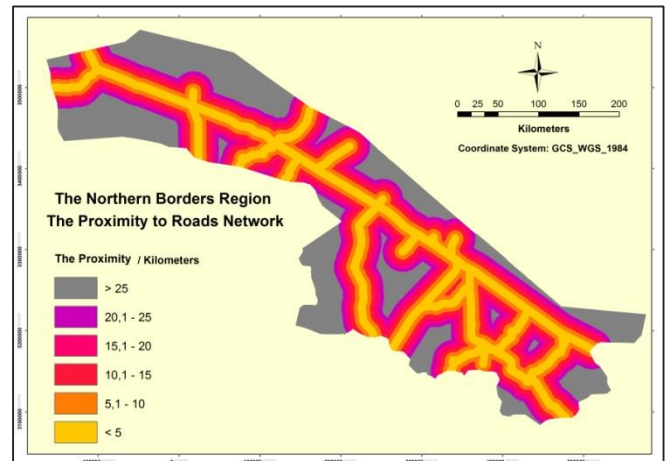 N
0 25 50 100 150 200
Kilometers
Coordinate System: GCS_WGS_1984
The Northern Borders Region
The Proximity to Roads Network
The Proximity / Kilometers
> 25
20,1 - 25
15,1 - 20
10,1 - 15
5,1 - 10
< 5